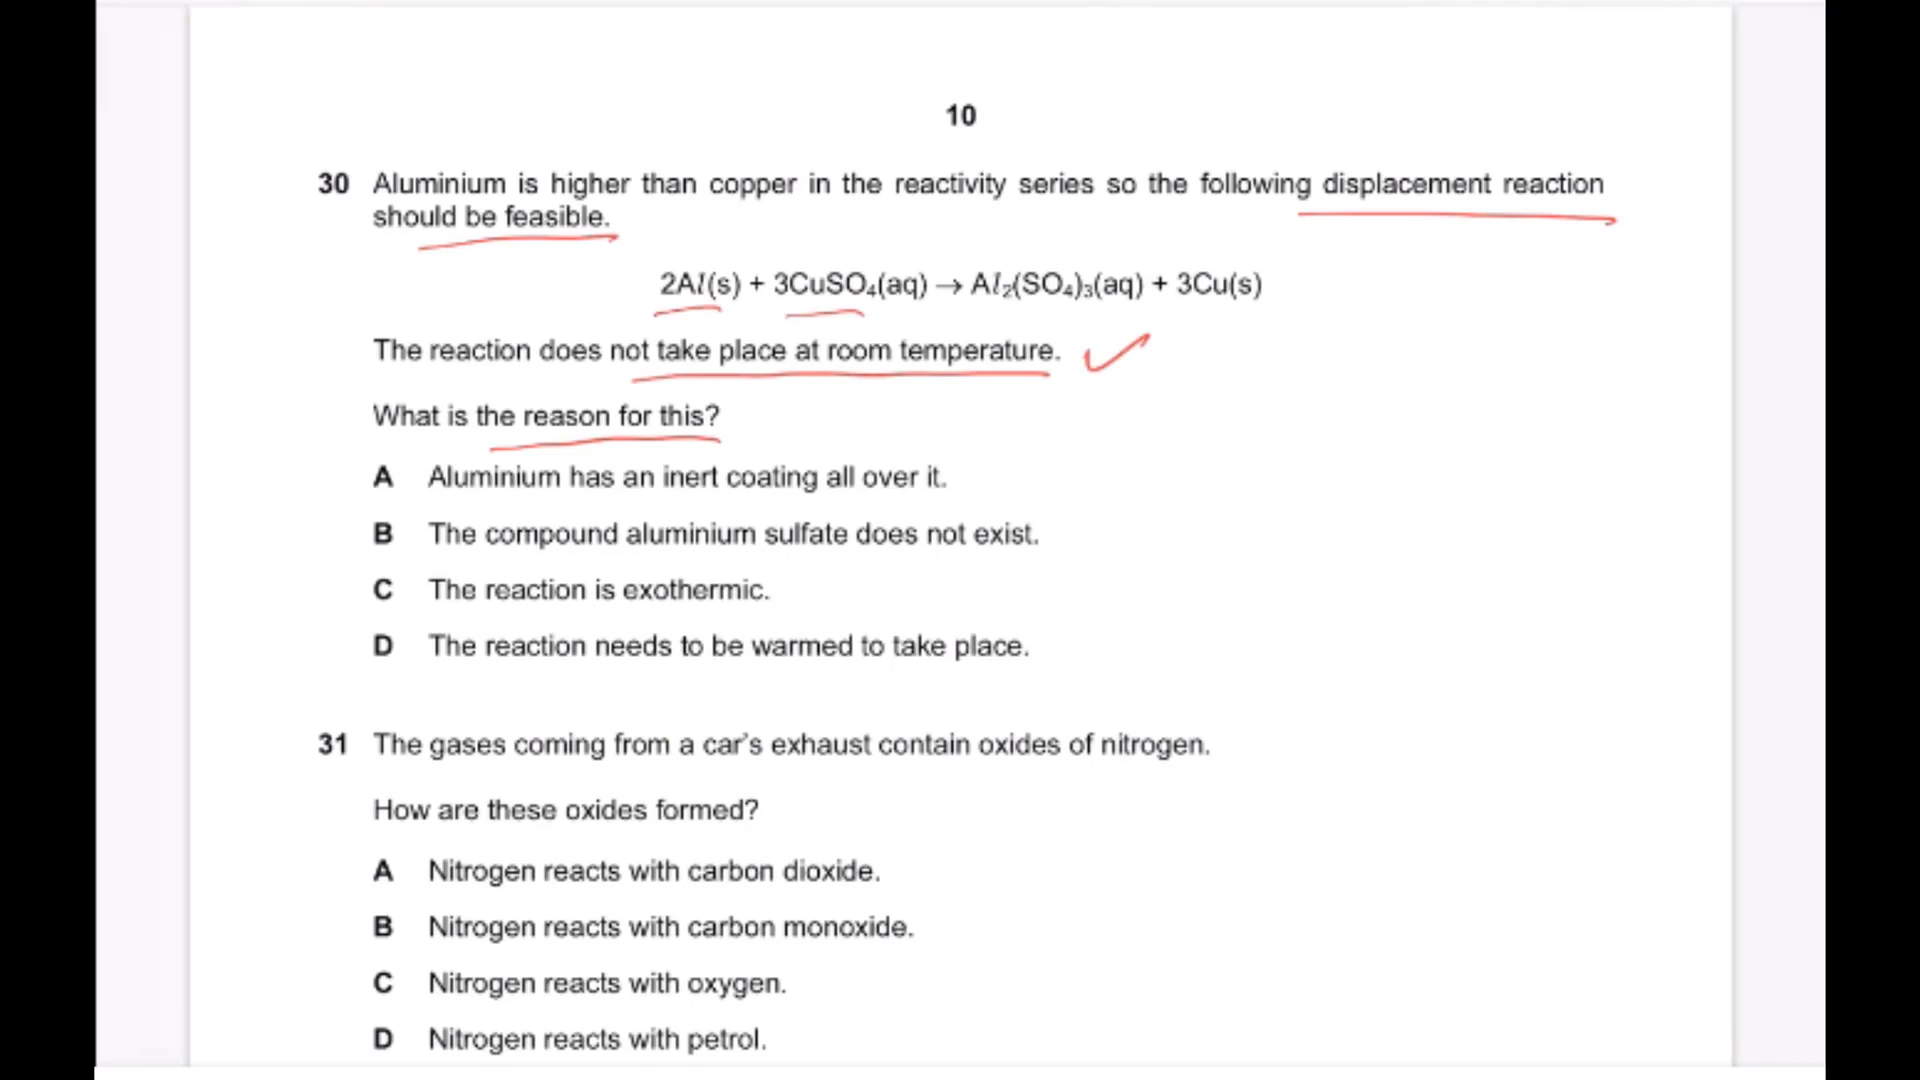 10
30 Aluminium is higher than copper in the reactivity series so the following displacement reaction
should be feasible.
2Al(s) + 3CuSO₄(aq) → Al₂(SO₄)₃(aq) + 3Cu(s)
The reaction does not take place at room temperature.
What is the reason for this?
A Aluminium has an inert coating all over it.
B The compound aluminium sulfate does not exist.
C The reaction is exothermic.
D The reaction needs to be warmed to take place.
31 The gases coming from a car’s exhaust contain oxides of nitrogen.
How are these oxides formed?
A Nitrogen reacts with carbon dioxide.
B Nitrogen reacts with carbon monoxide.
C Nitrogen reacts with oxygen.
D Nitrogen reacts with petrol.